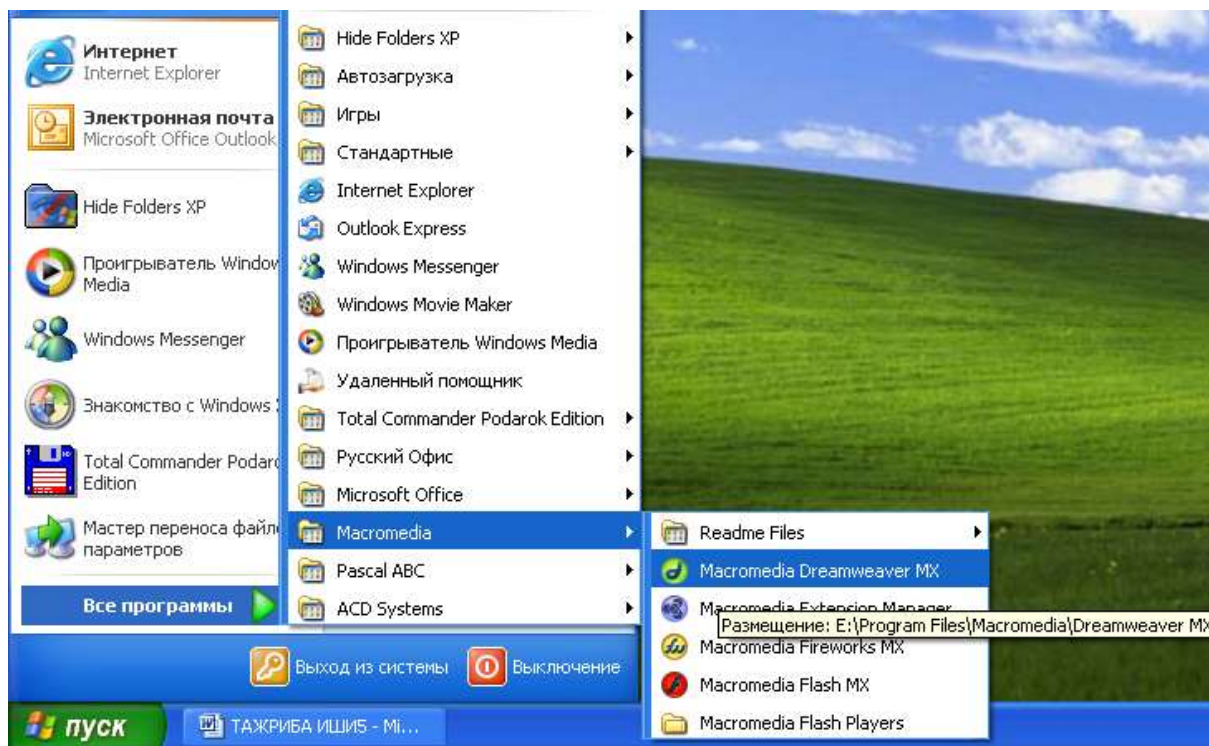 Интернет
Internet Explorer
Электронная почта
Microsoft Office Outlook
Hide Folders XP
Проигрыватель Window
Media
Windows Messenger
Знакомство с Windows
Total Commander Podaro
Edition
Мастер переноса файло
параметров
Все программы
Hide Folders XP
Автозагрузка
Игры
Стандартные
Internet Explorer
Outlook Express
Windows Messenger
Windows Movie Maker
Проигрыватель Windows Media
Удаленный помощник
Total Commander Podarok Edition
Русский Офис
Microsoft Office
Macromedia
Pascal ABC
ACD Systems
Readme Files
Macromedia Dreamweaver MX
Macromedia Extension Manager
Размещение: E:\Program Files\Macromedia\Dreamweaver MX
Macromedia Fireworks MX
Macromedia Flash MX
Macromedia Flash Players
Выход из системы
Выключение
пуск
ТАЖРИБА ИШИ5 - Mi...